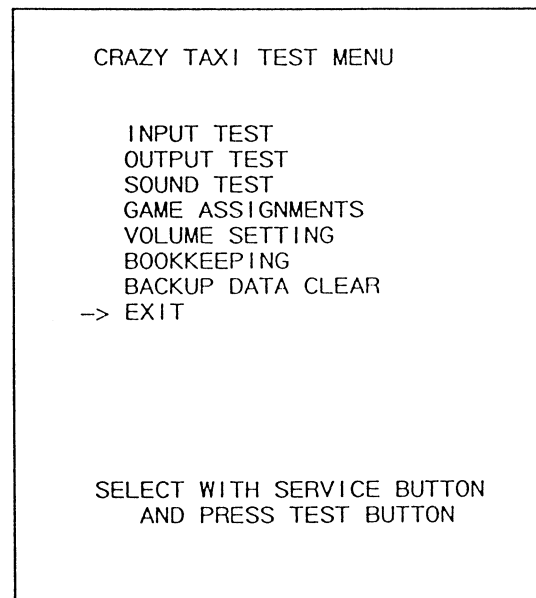 CRAZY TAXI TEST MENU
INPUT TEST
OUTPUT TEST
SOUND TEST
GAME ASSIGNMENTS
VOLUME SETTING
BOOKKEEPING
BACKUP DATA CLEAR
-> EXIT
SELECT WITH SERVICE BUTTON
AND PRESS TEST BUTTON